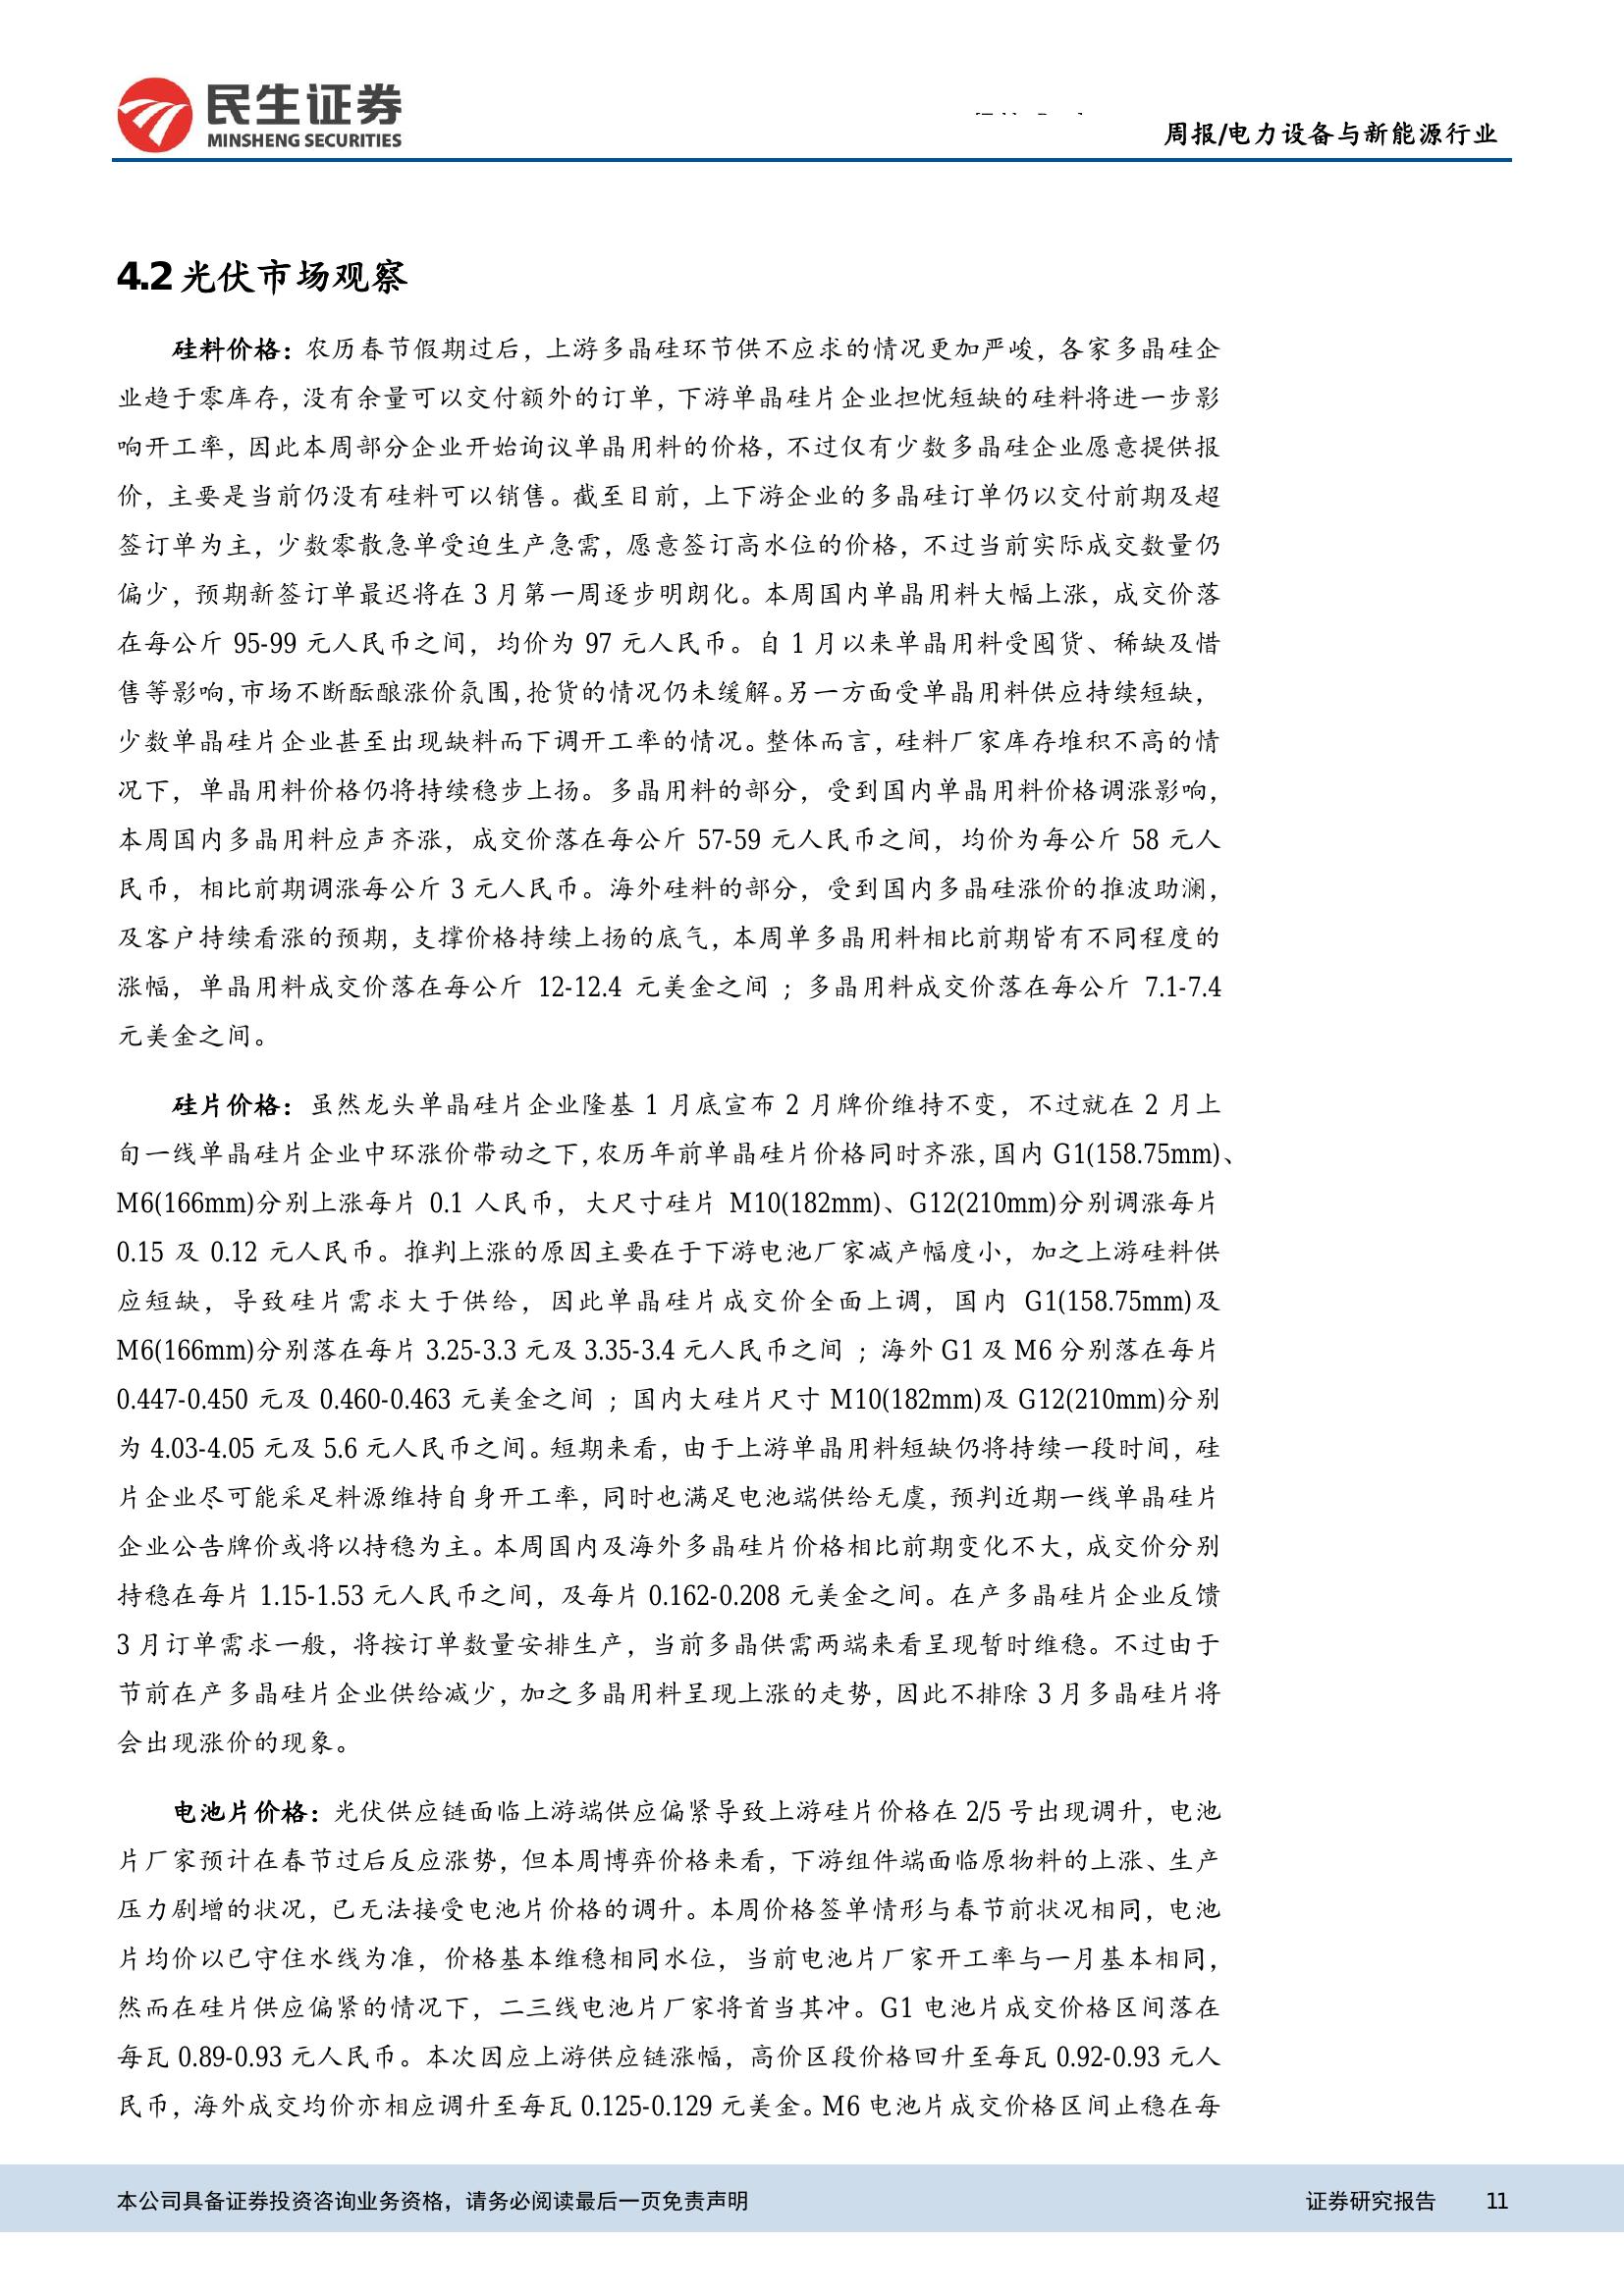 民生证券
MINSHENG SECURITIES
周报/电力设备与新能源行业
4.2光伏市场观察
硅料价格：农历春节假期过后，上游多晶硅环节供不应求的情况更加严峻，各家多晶硅企
业趋于零库存，没有余量可以交付额外的订单，下游单晶硅片企业担忧短缺的硅料将进一步影
响开工率，因此本周部分企业开始询议单晶用料的价格，不过仅有少数多晶硅企业愿意提供报
价，主要是当前仍没有硅料可以销售。截至目前，上下游企业的多晶硅订单仍以交付前期及超
签订单为主，少数零散急单受迫生产急需，愿意签订高水位的价格，不过当前实际成交数量仍
偏少，预期新签订单最迟将在 3 月第一周逐步明朗化。本周国内单晶用料大幅上涨，成交价落
在每公斤 95-99 元人民币之间，均价为 97 元人民币。自 1 月以来单晶用料受囤货、稀缺及惜
售等影响，市场不断酝酿涨价氛围，抢货的情况仍未缓解。另一方面受单晶用料供应持续短缺，
少数单晶硅片企业甚至出现缺料而下调开工率的情况。整体而言，硅料厂家库存堆积不高的情
况下，单晶用料价格仍将持续稳步上扬。多晶用料的部分，受到国内单晶用料价格调涨影响，
本周国内多晶用料应声齐涨，成交价落在每公斤 57-59 元人民币之间，均价为每公斤 58 元人
民币，相比前期调涨每公斤 3 元人民币。海外硅料的部分，受到国内多晶硅涨价的推波助澜，
及客户持续看涨的预期，支撑价格持续上扬的底气，本周单多晶用料相比前期皆有不同程度的
涨幅，单晶用料成交价落在每公斤 12-12.4 元美金之间；多晶用料成交价落在每公斤 7.1-7.4
元美金之间。
硅片价格：虽然龙头单晶硅片企业隆基 1 月底宣布 2 月牌价维持不变，不过就在 2 月上
旬一线单晶硅片企业中环涨价带动之下，农历年前单晶硅片价格同时齐涨，国内 G1(158.75mm)、
M6(166mm)分别上涨每片 0.1 人民币，大尺寸硅片 M10(182mm)、G12(210mm)分别调涨每片
0.15 及 0.12 元人民币。推判上涨的原因主要在于下游电池厂家减产幅度小，加之上游硅料供
应短缺，导致硅片需求大于供给，因此单晶硅片成交价全面上调，国内 G1(158.75mm)及
M6(166mm)分别落在每片 3.25-3.3 元及 3.35-3.4 元人民币之间；海外 G1 及 M6 分别落在每片
0.447-0.450 元及 0.460-0.463 元美金之间；国内大硅片尺寸 M10(182mm)及 G12(210mm)分别
为 4.03-4.05 元及 5.6 元人民币之间。短期来看，由于上游单晶用料短缺仍将持续一段时间，硅
片企业尽可能采足料源维持自身开工率，同时也满足电池端供给无虞，预判近期一线单晶硅片
企业公告牌价或将以持稳为主。本周国内及海外多晶硅片价格相比前期变化不大，成交价分别
持稳在每片 1.15-1.53 元人民币之间，及每片 0.162-0.208 元美金之间。在产多晶硅片企业反馈
3 月订单需求一般，将按订单数量安排生产，当前多晶供需两端来看呈现暂时维稳。不过由于
节前在产多晶硅片企业供给减少，加之多晶用料呈现上涨的走势，因此不排除 3 月多晶硅片将
会出现涨价的现象。
电池片价格：光伏供应链面临上游端供应偏紧导致上游硅片价格在 2/5 号出现调升，电池
片厂家预计在春节过后反应涨势，但本周博弈价格来看，下游组件端面临原物料的上涨、生产
压力剧增的状况，已无法接受电池片价格的调升。本周价格签单情形与春节前状况相同，电池
片均价以已守住水线为准，价格基本维稳相同水位，当前电池片厂家开工率与一月基本相同，
然而在硅片供应偏紧的情况下，二三线电池片厂家将首当其冲。G1 电池片成交价格区间落在
每瓦 0.89-0.93 元人民币。本次因应上游供应链涨幅，高价区段价格回升至每瓦 0.92-0.93 元人
民币，海外成交均价亦相应调升至每瓦 0.125-0.129 元美金。M6 电池片成交价格区间止稳在每
本公司具备证券投资咨询业务资格，请务必阅读最后一页免责声明
证券研究报告 11